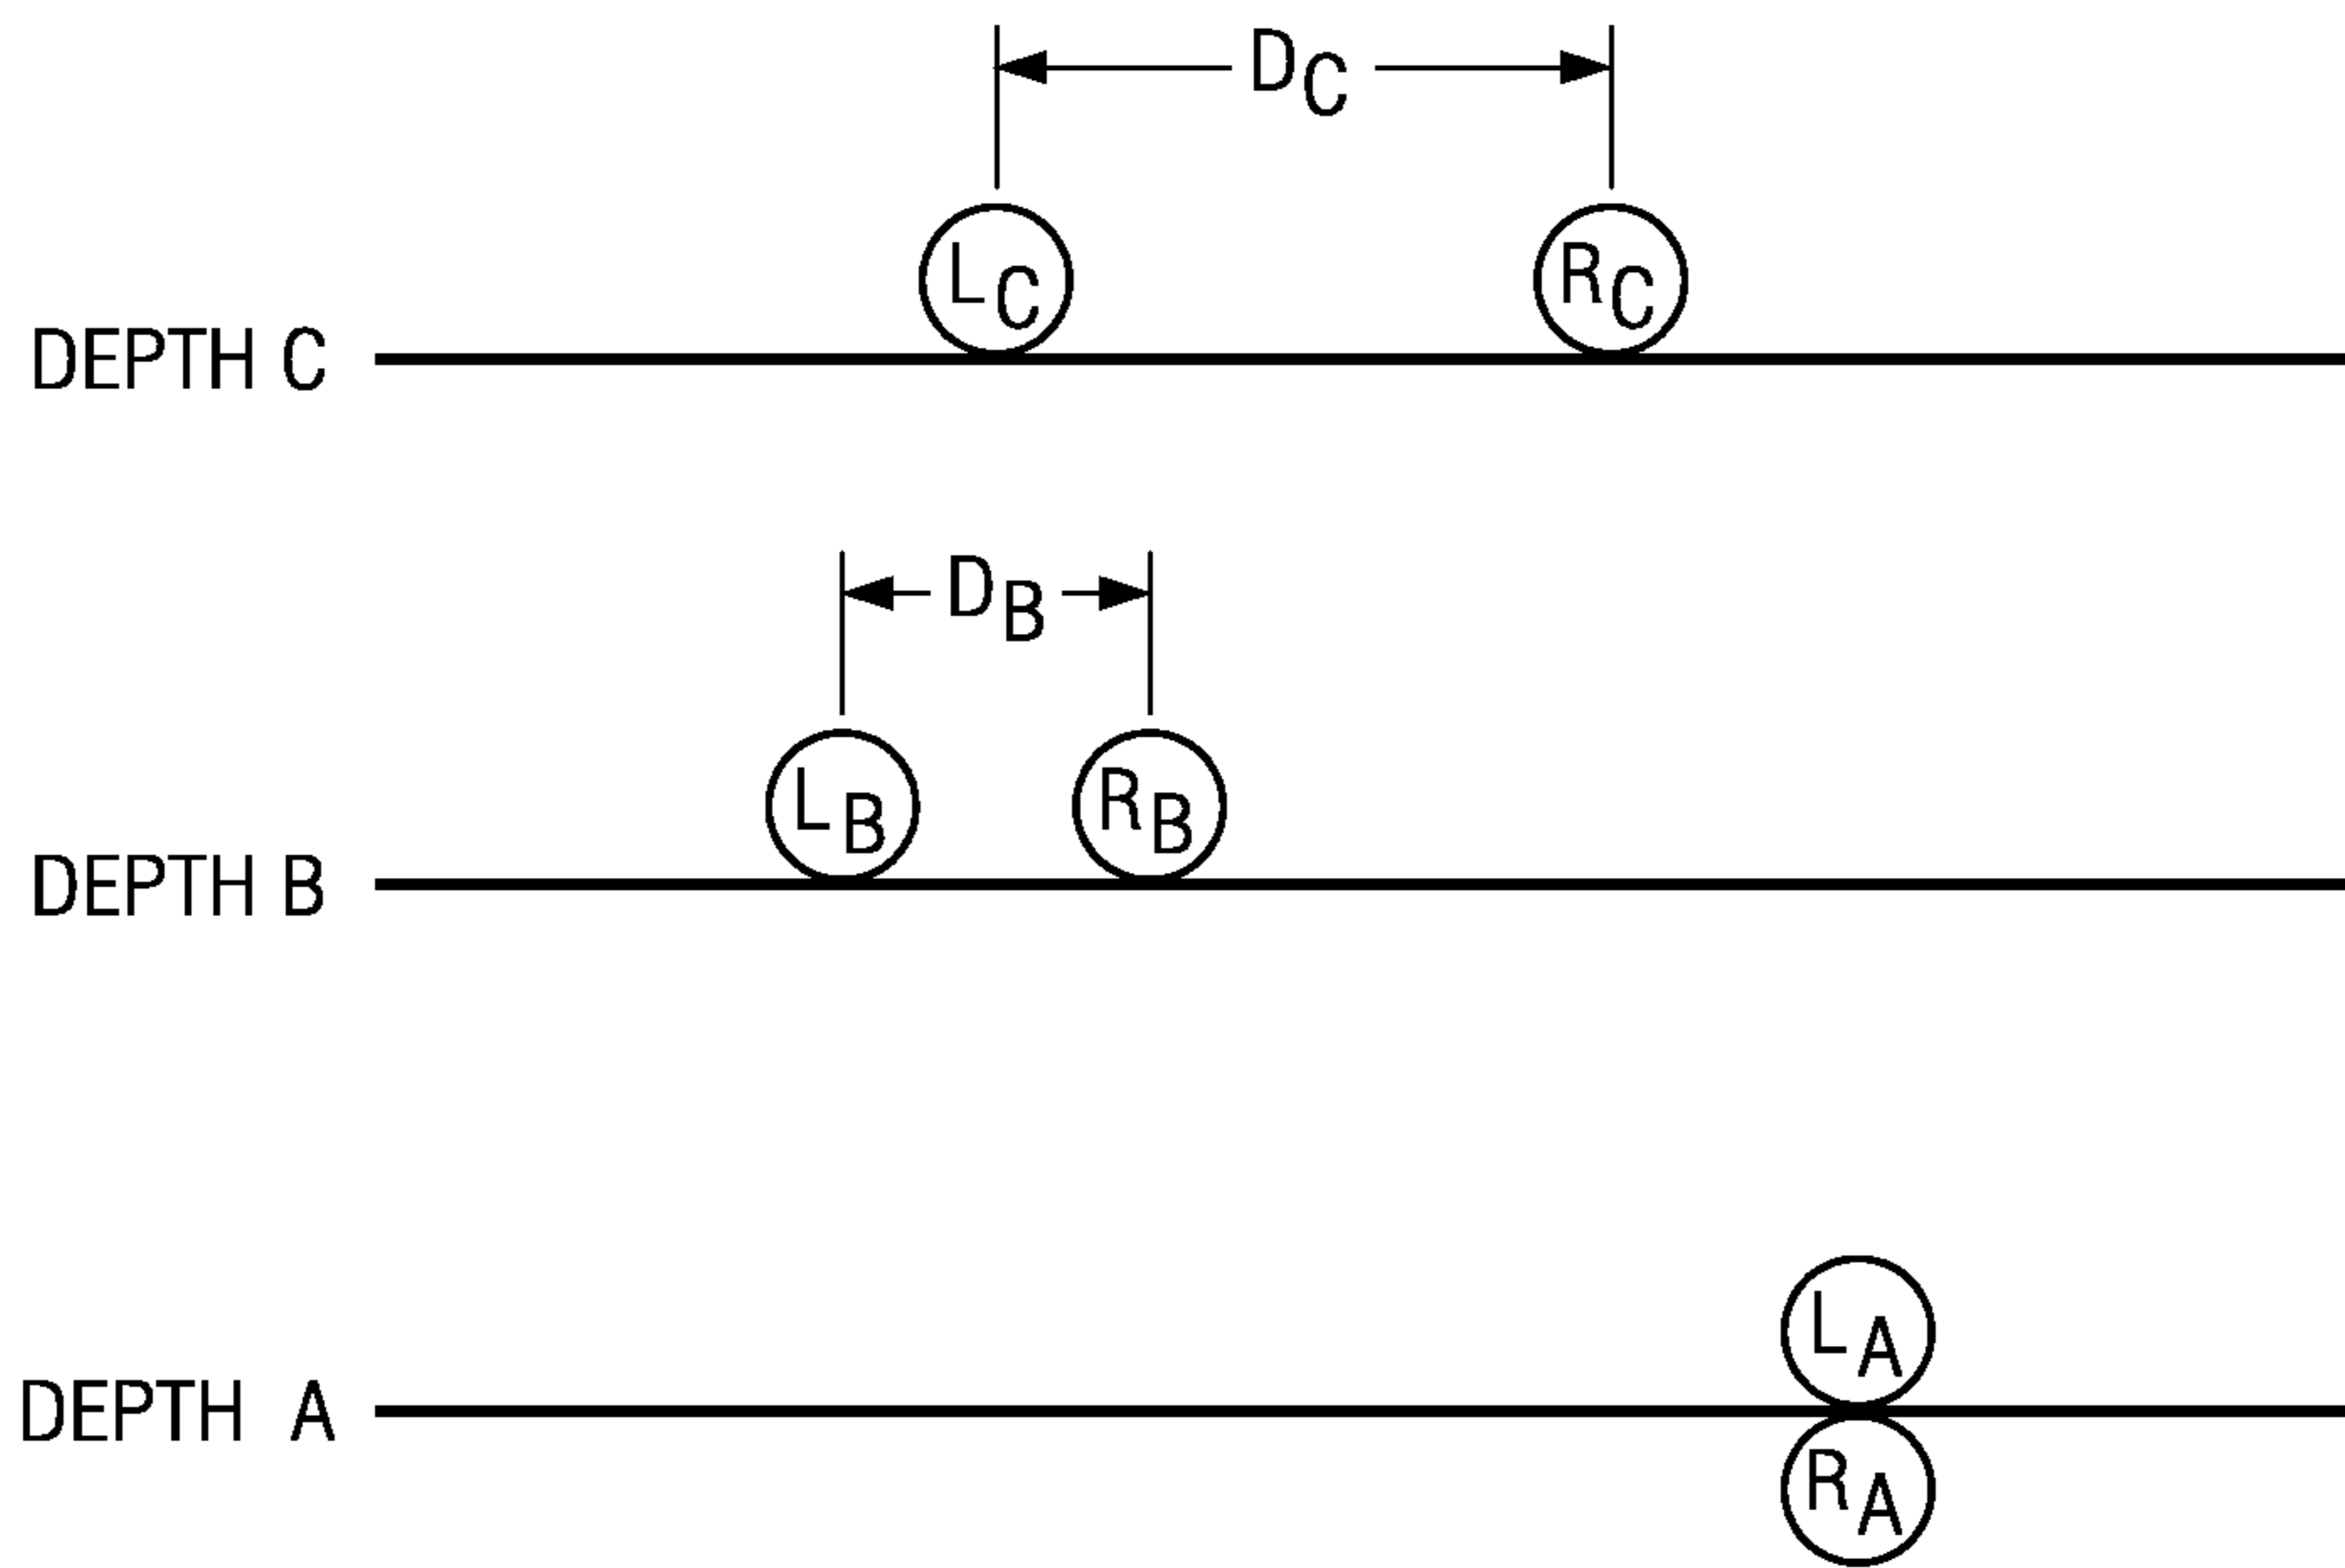 DC
LC RC
DEPTH C
DB
LB RB
DEPTH B
LA
DEPTH A
RA